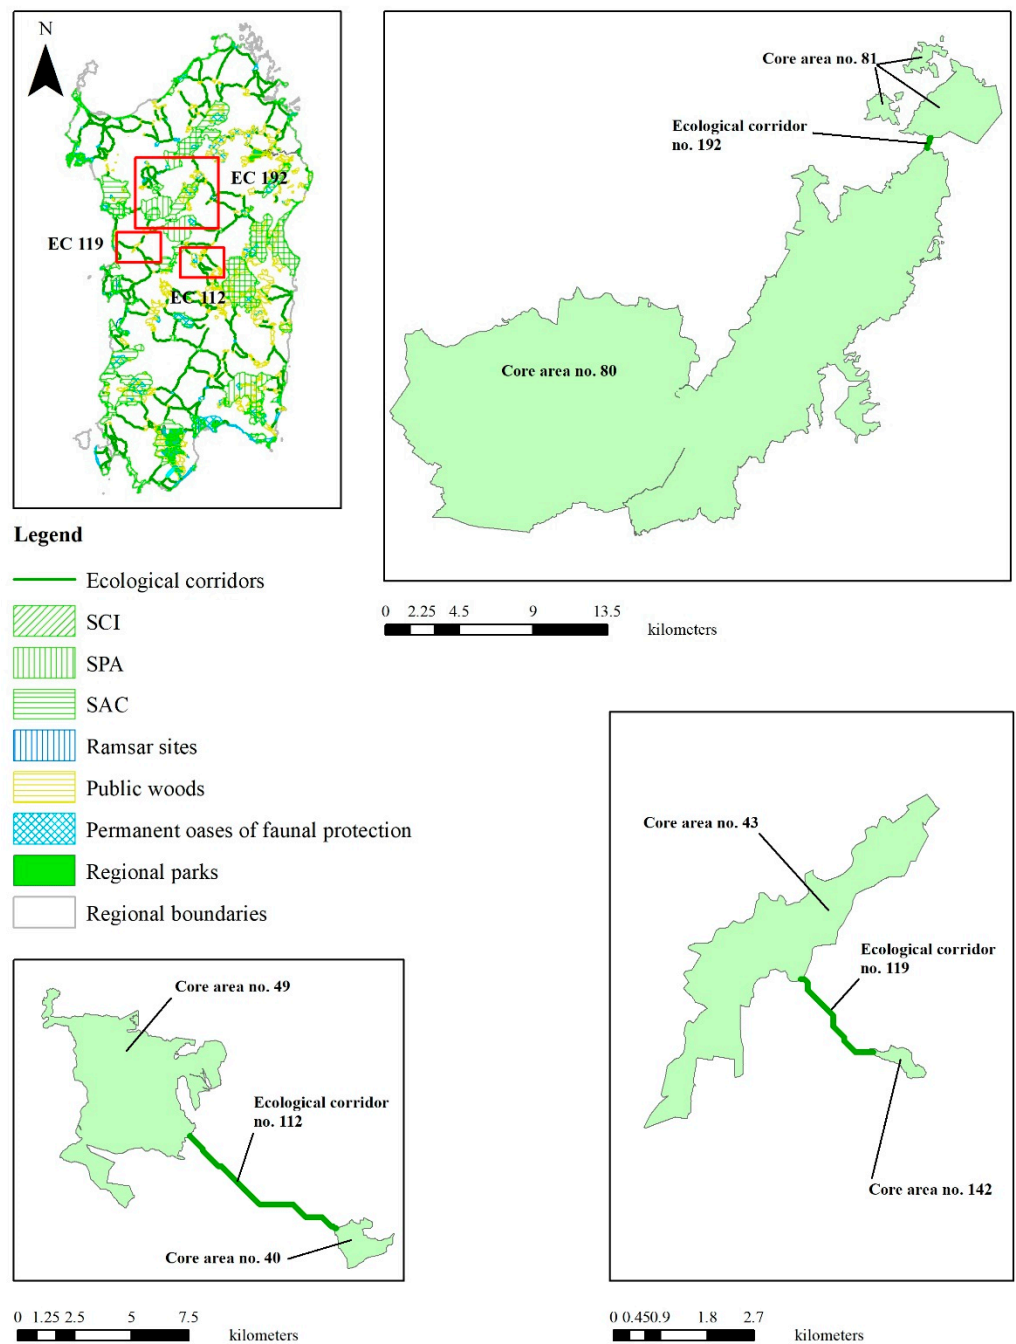 N
EC 192
EC 119
EC 112
Core area no. 81
Ecological corridor
no. 192
Core area no. 80
0 2.25 4.5 9 13.5
kilometers
Legend
Ecological corridors
SCI
SPA
SAC
Ramsar sites
Public woods
Permanent oases of faunal protection
Regional parks
Regional boundaries
Core area no. 43
Ecological corridor
no. 119
Core area no. 142
0 0.450.9 1.8 2.7
kilometers
Core area no. 49
Ecological corridor
no. 112
Core area no. 40
0 1.25 2.5 5 7.5
kilometers